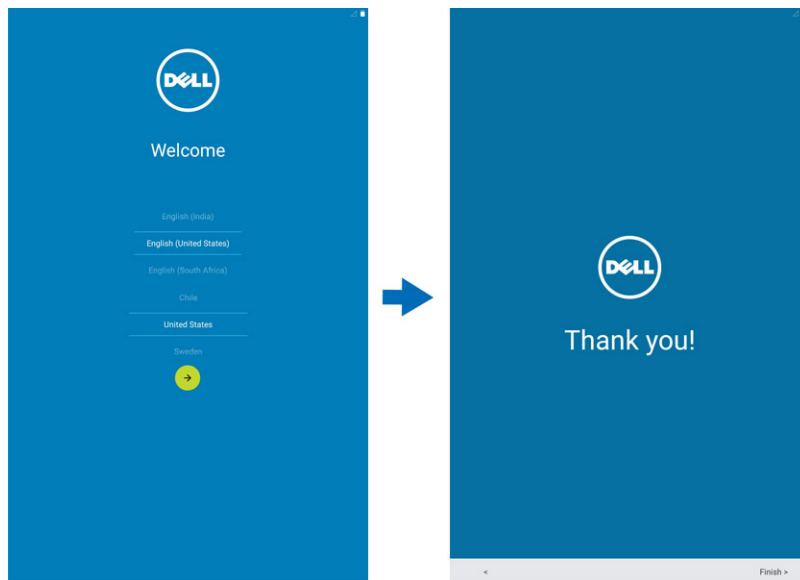 DELL
Welcome
English (India)
English (United States)
English (South Africa)
Chile
United States
Sweden
DELL
Thank you!
< Finish >